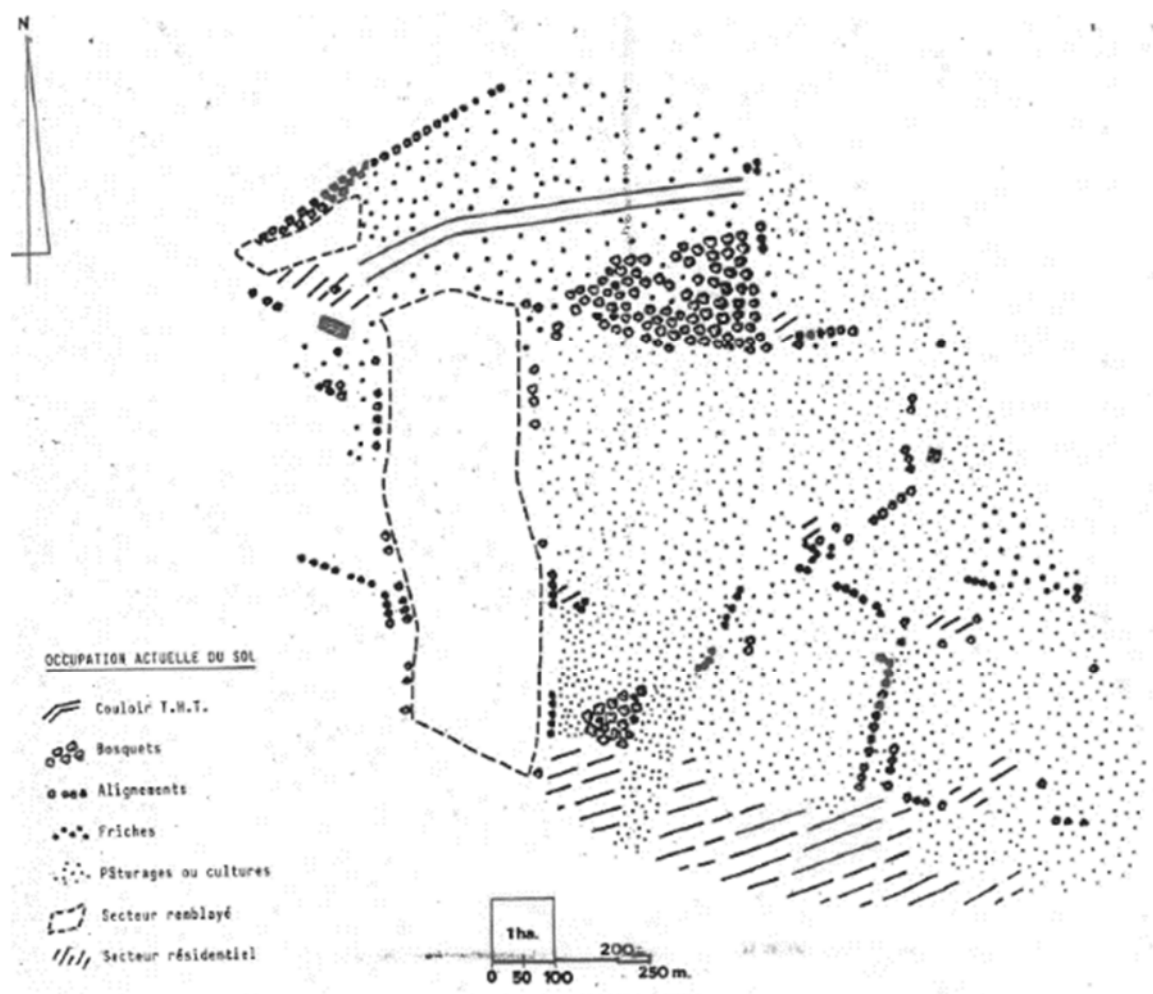 N
OCCUPATION ACTUELLE DU SOL
Couloir T.H.T.
Bosquets
Alignements
Friches
Pâturages ou cultures
Secteur remblayé
Secteur résidentiel
1ha.
200
0 50 100 250 m.